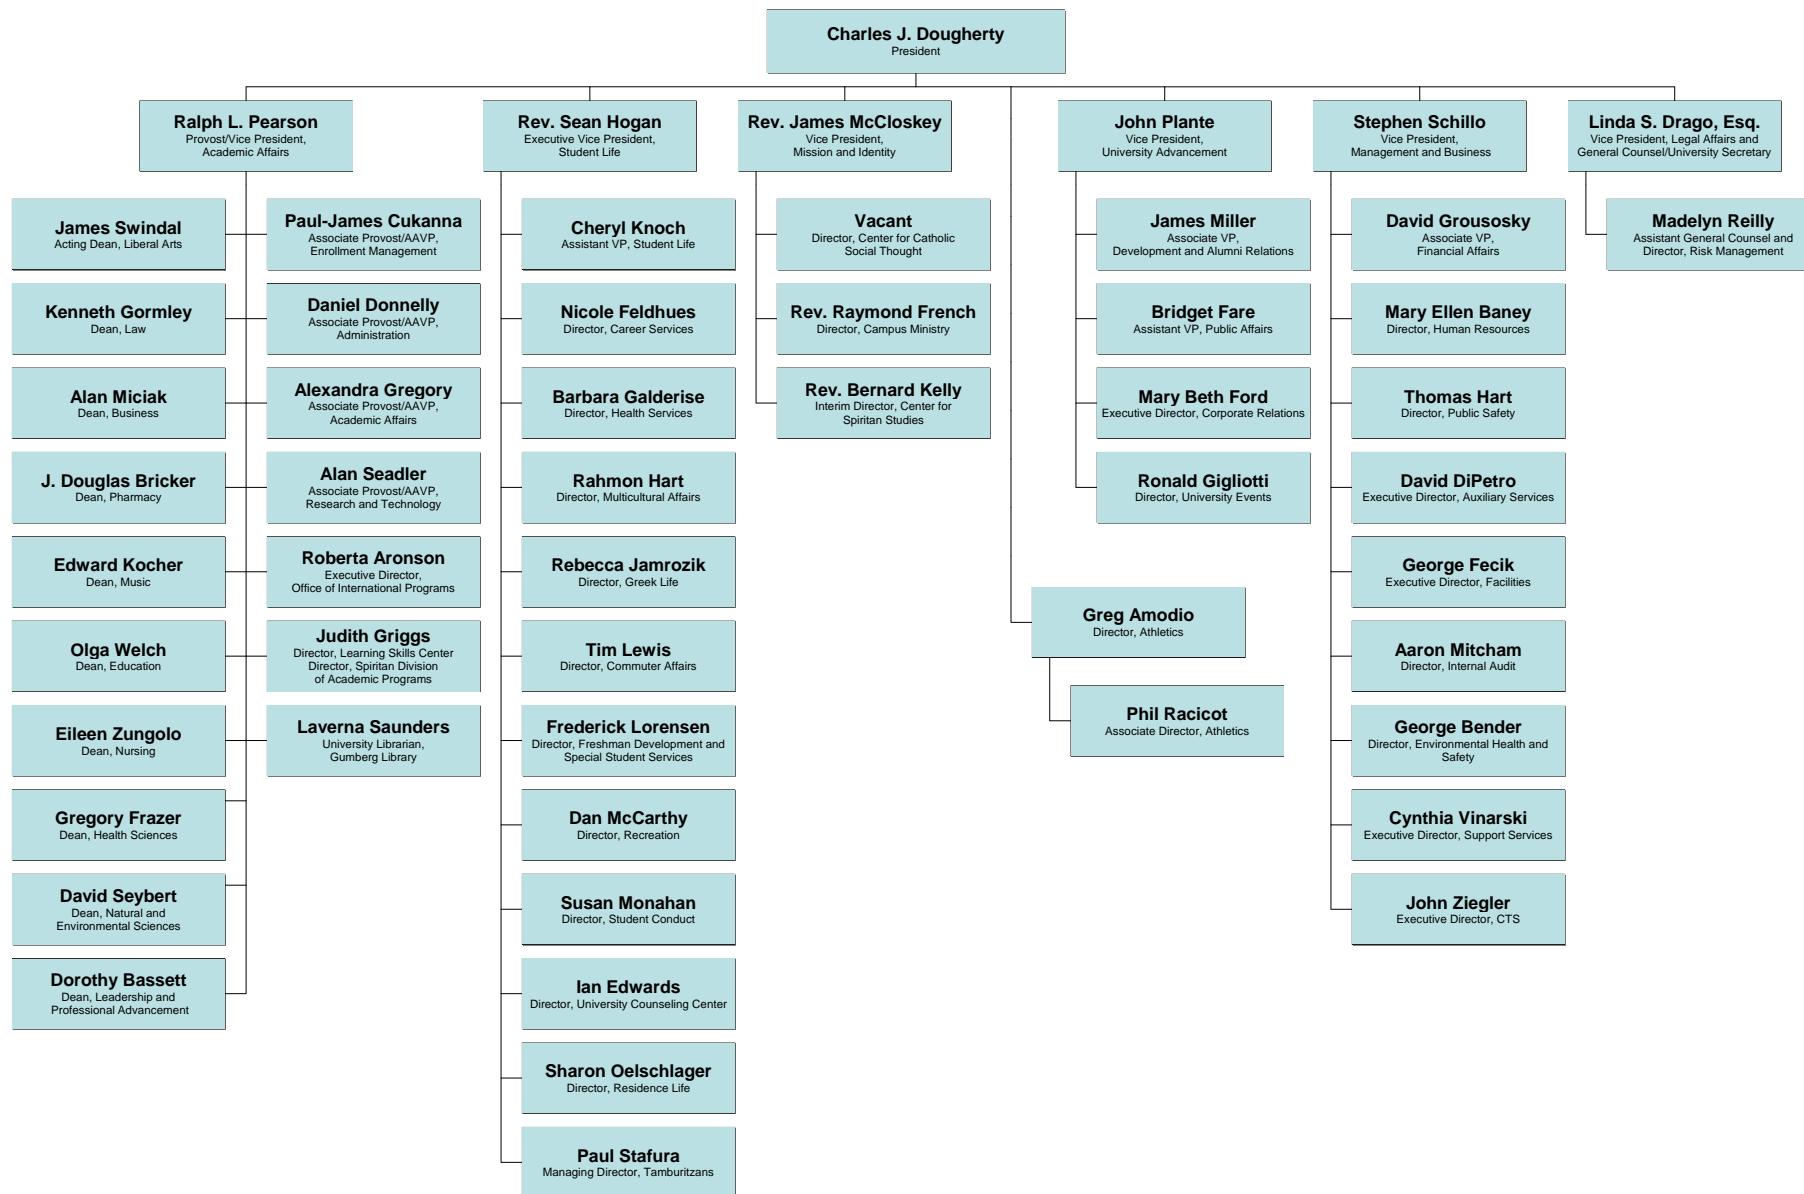 Charles J. Dougherty
President
Ralph L. Pearson
Provost/Vice President,
Academic Affairs
Rev. Sean Hogan
Executive Vice President,
Student Life
Rev. James McCloskey
Vice President,
Mission and Identity
John Plante
Vice President,
University Advancement
Stephen Schillo
Vice President,
Management and Business
Linda S. Drago, Esq.
Vice President, Legal Affairs and
General Counsel/University Secretary
James Swindal
Acting Dean, Liberal Arts
Kenneth Gormley
Dean, Law
Alan Miciak
Dean, Business
J. Douglas Bricker
Dean, Pharmacy
Edward Kocher
Dean, Music
Olga Welch
Dean, Education
Eileen Zungolo
Dean, Nursing
Gregory Frazer
Dean, Health Sciences
David Seybert
Dean, Natural and
Environmental Sciences
Dorothy Bassett
Dean, Leadership and
Professional Advancement
Paul-James Cukanna
Associate Provost/AAVP,
Enrollment Management
Daniel Donnelly
Associate Provost/AAVP,
Administration
Alexandra Gregory
Associate Provost/AAVP,
Academic Affairs
Alan Seadler
Associate Provost/AAVP,
Research and Technology
Roberta Aronson
Executive Director,
Office of International Programs
Judith Griggs
Director, Learning Skills Center
Director, Spiritan Division
of Academic Programs
Laverna Saunders
University Librarian,
Gumberg Library
Cheryl Knoch
Assistant VP, Student Life
Nicole Feldhues
Director, Career Services
Barbara Galderise
Director, Health Services
Rahmon Hart
Director, Multicultural Affairs
Rebecca Jamrozik
Director, Greek Life
Tim Lewis
Director, Commuter Affairs
Frederick Lorensen
Director, Freshman Development and
Special Student Services
Dan McCarthy
Director, Recreation
Susan Monahan
Director, Student Conduct
Ian Edwards
Director, University Counseling Center
Sharon Oelschlager
Director, Residence Life
Paul Stafura
Managing Director, Tamburitzans
Vacant
Director, Center for Catholic
Social Thought
Rev. Raymond French
Director, Campus Ministry
Rev. Bernard Kelly
Interim Director, Center for
Spiritan Studies
Greg Amodio
Director, Athletics
Phil Racicot
Associate Director, Athletics
James Miller
Associate VP,
Development and Alumni Relations
Bridget Fare
Assistant VP, Public Affairs
Mary Beth Ford
Executive Director, Corporate Relations
Ronald Gigliotti
Director, University Events
David Grousosky
Associate VP,
Financial Affairs
Mary Ellen Baney
Director, Human Resources
Thomas Hart
Director, Public Safety
David DiPetro
Executive Director, Auxiliary Services
George Fecik
Executive Director, Facilities
Aaron Mitcham
Director, Internal Audit
George Bender
Director, Environmental Health and
Safety
Cynthia Vinarski
Executive Director, Support Services
John Ziegler
Executive Director, CTS
Madelyn Reilly
Assistant General Counsel and
Director, Risk Management